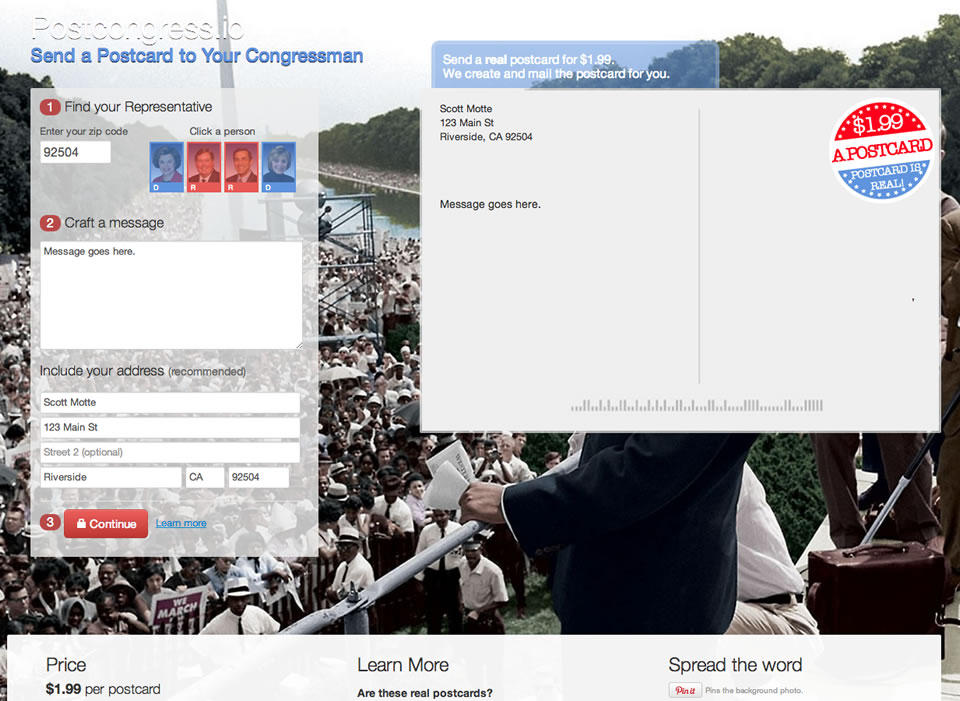 Postcongress.io
Send a Postcard to Your Congressman
Send a real postcard for $1.99.
We create and mail the postcard for you.
1 Find your Representative
Enter your zip code Click a person
92504
D R R D
2 Craft a message
Message goes here.
Include your address (recommended)
Scott Motte
123 Main St
Street 2 (optional)
Riverside CA 92504
3 Continue Learn more
Scott Motte
123 Main St
Riverside, CA 92504
Message goes here.
,
$1.99
A POSTCARD
POSTCARD IS
REAL!
WE
MARCH
Price
$1.99 per postcard
Learn More
Are these real postcards?
Spread the word
Pin it Pins the background photo.